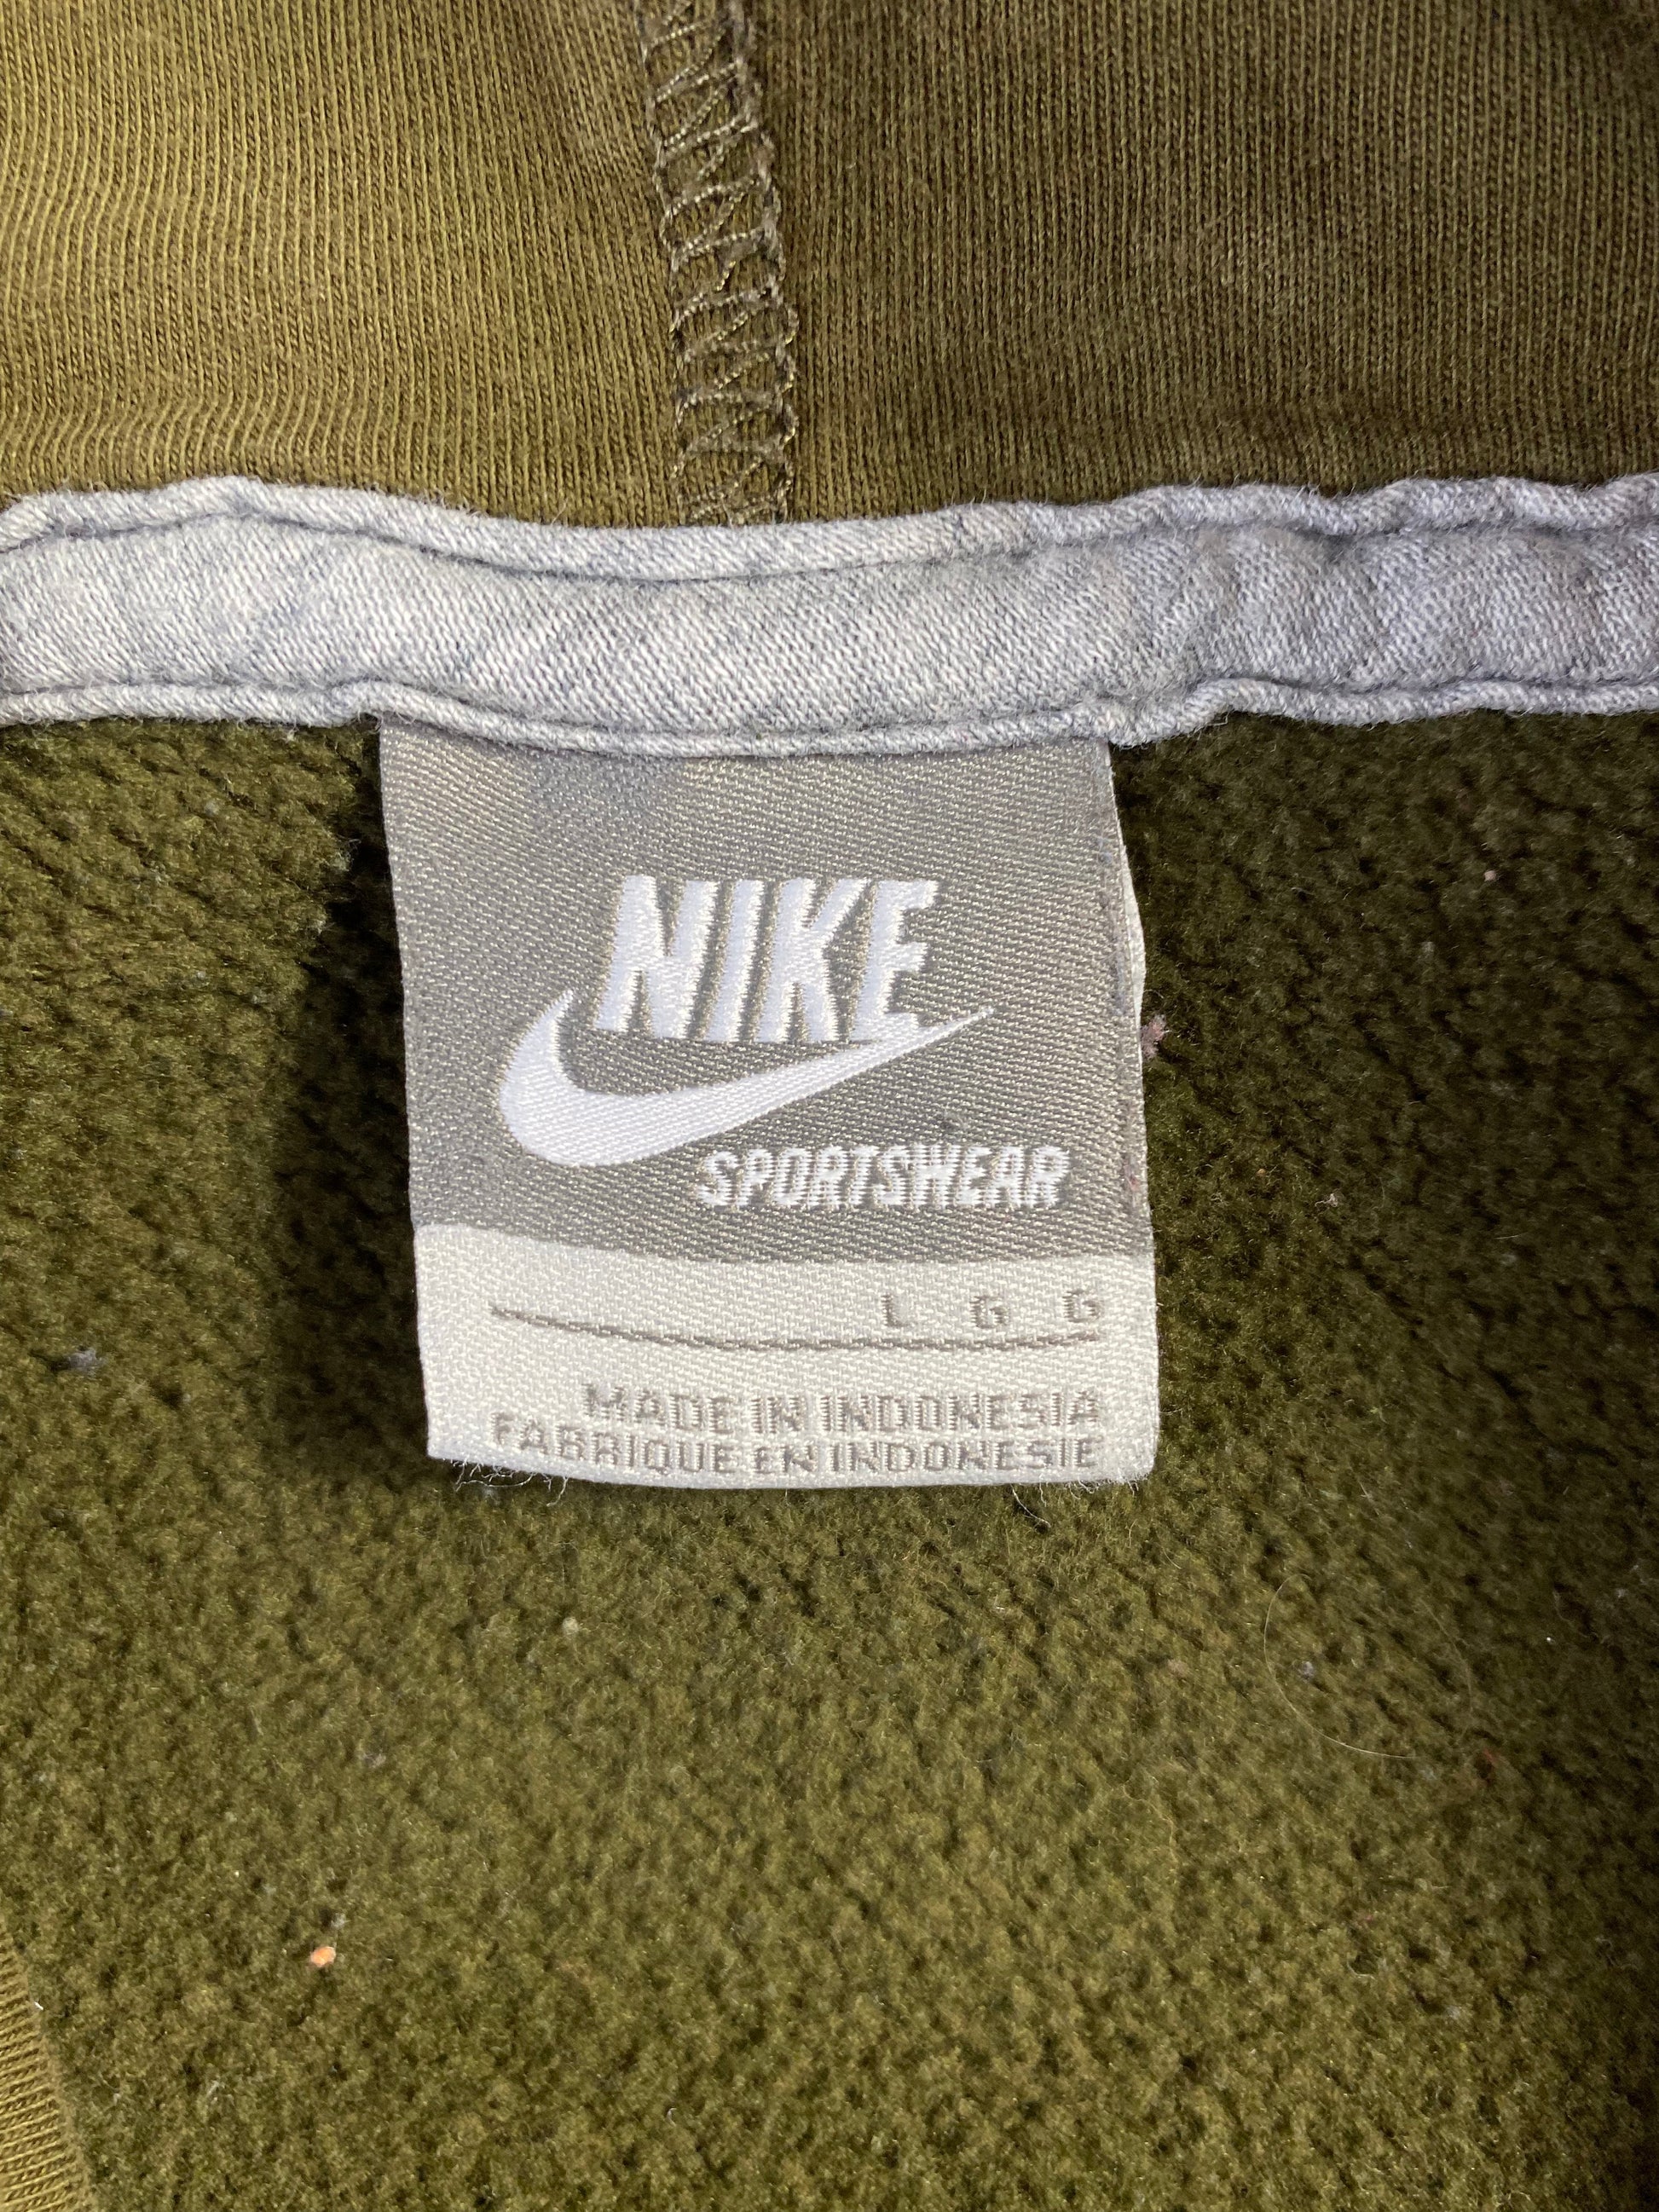 NIKE
SPORTSWEAR
L G G
MADE IN INDONESIA
FABRIQUE EN INDONESIE